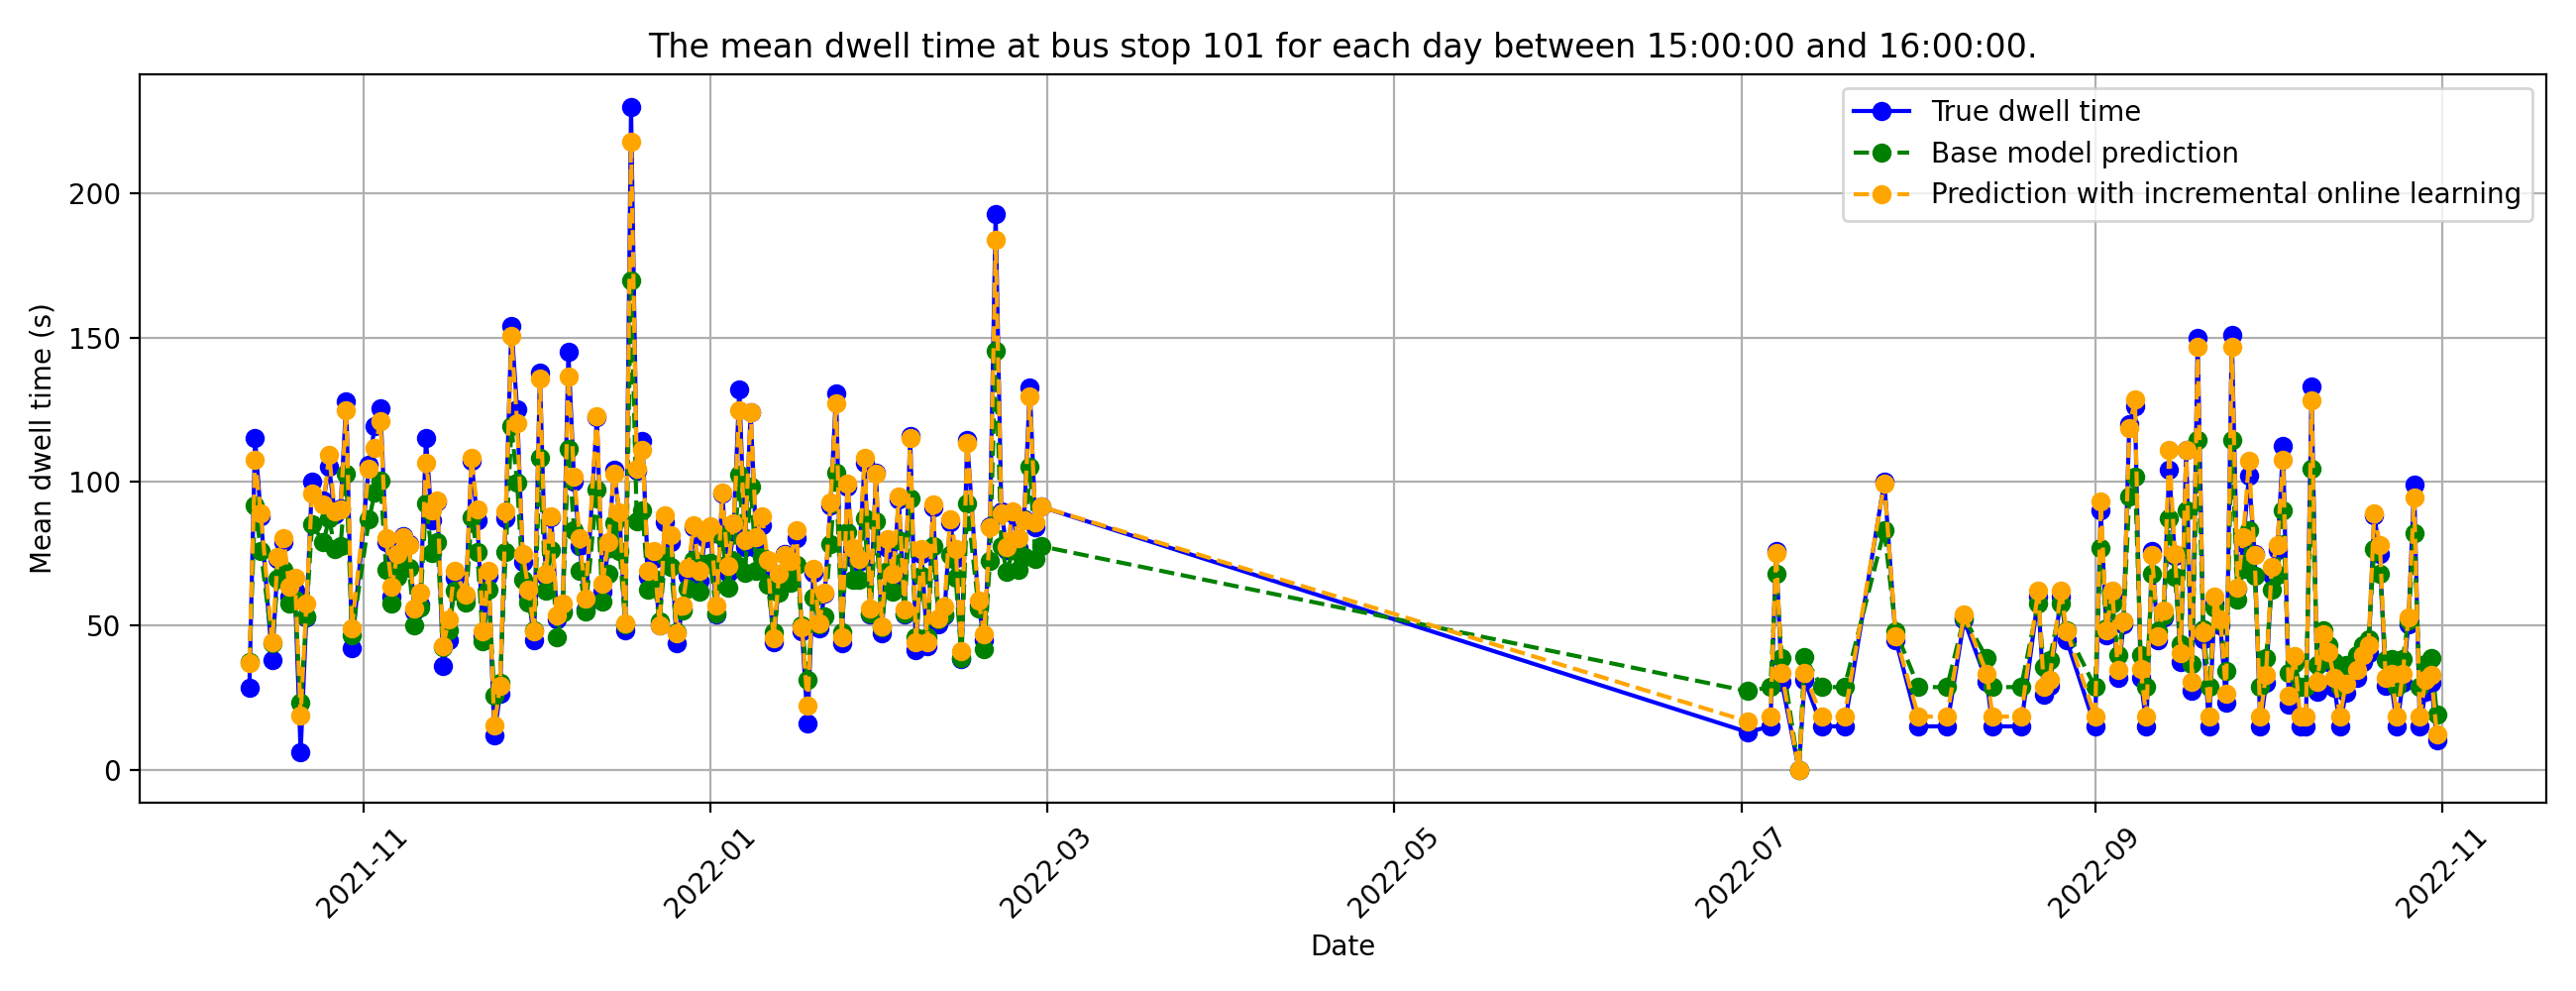 The mean dwell time at bus stop 101 for each day between 15:00:00 and 16:00:00.
True dwell time
Base model prediction
Prediction with incremental online learning
Mean dwell time (s)
200
150
100
50
0
2021-11
2022-01
2022-03
2022-05
2022-07
2022-09
2022-11
Date